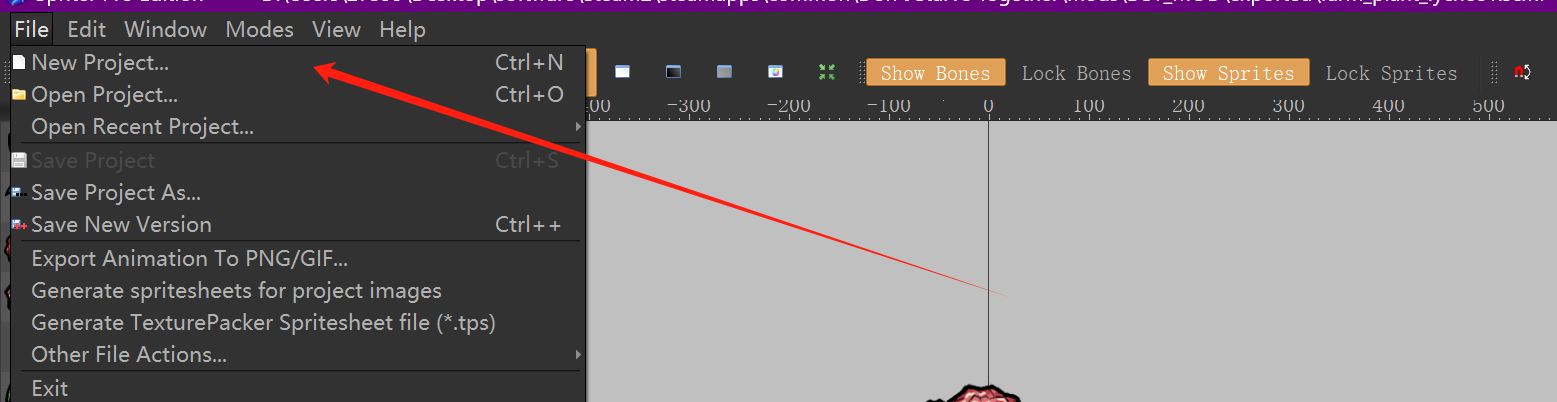 File Edit Window Modes View Help
New Project... Ctrl+N
Open Project... Ctrl+O
Open Recent Project...
Save Project Ctrl+S
Save Project As...
Save New Version Ctrl++
Export Animation To PNG/GIF...
Generate spritesheets for project images
Generate TexturePacker Spritesheet file (*.tps)
Other File Actions...
Exit
Show Bones Lock Bones Show Sprites Lock Sprites
−300 −200 −100 0 100 200 300 400 500